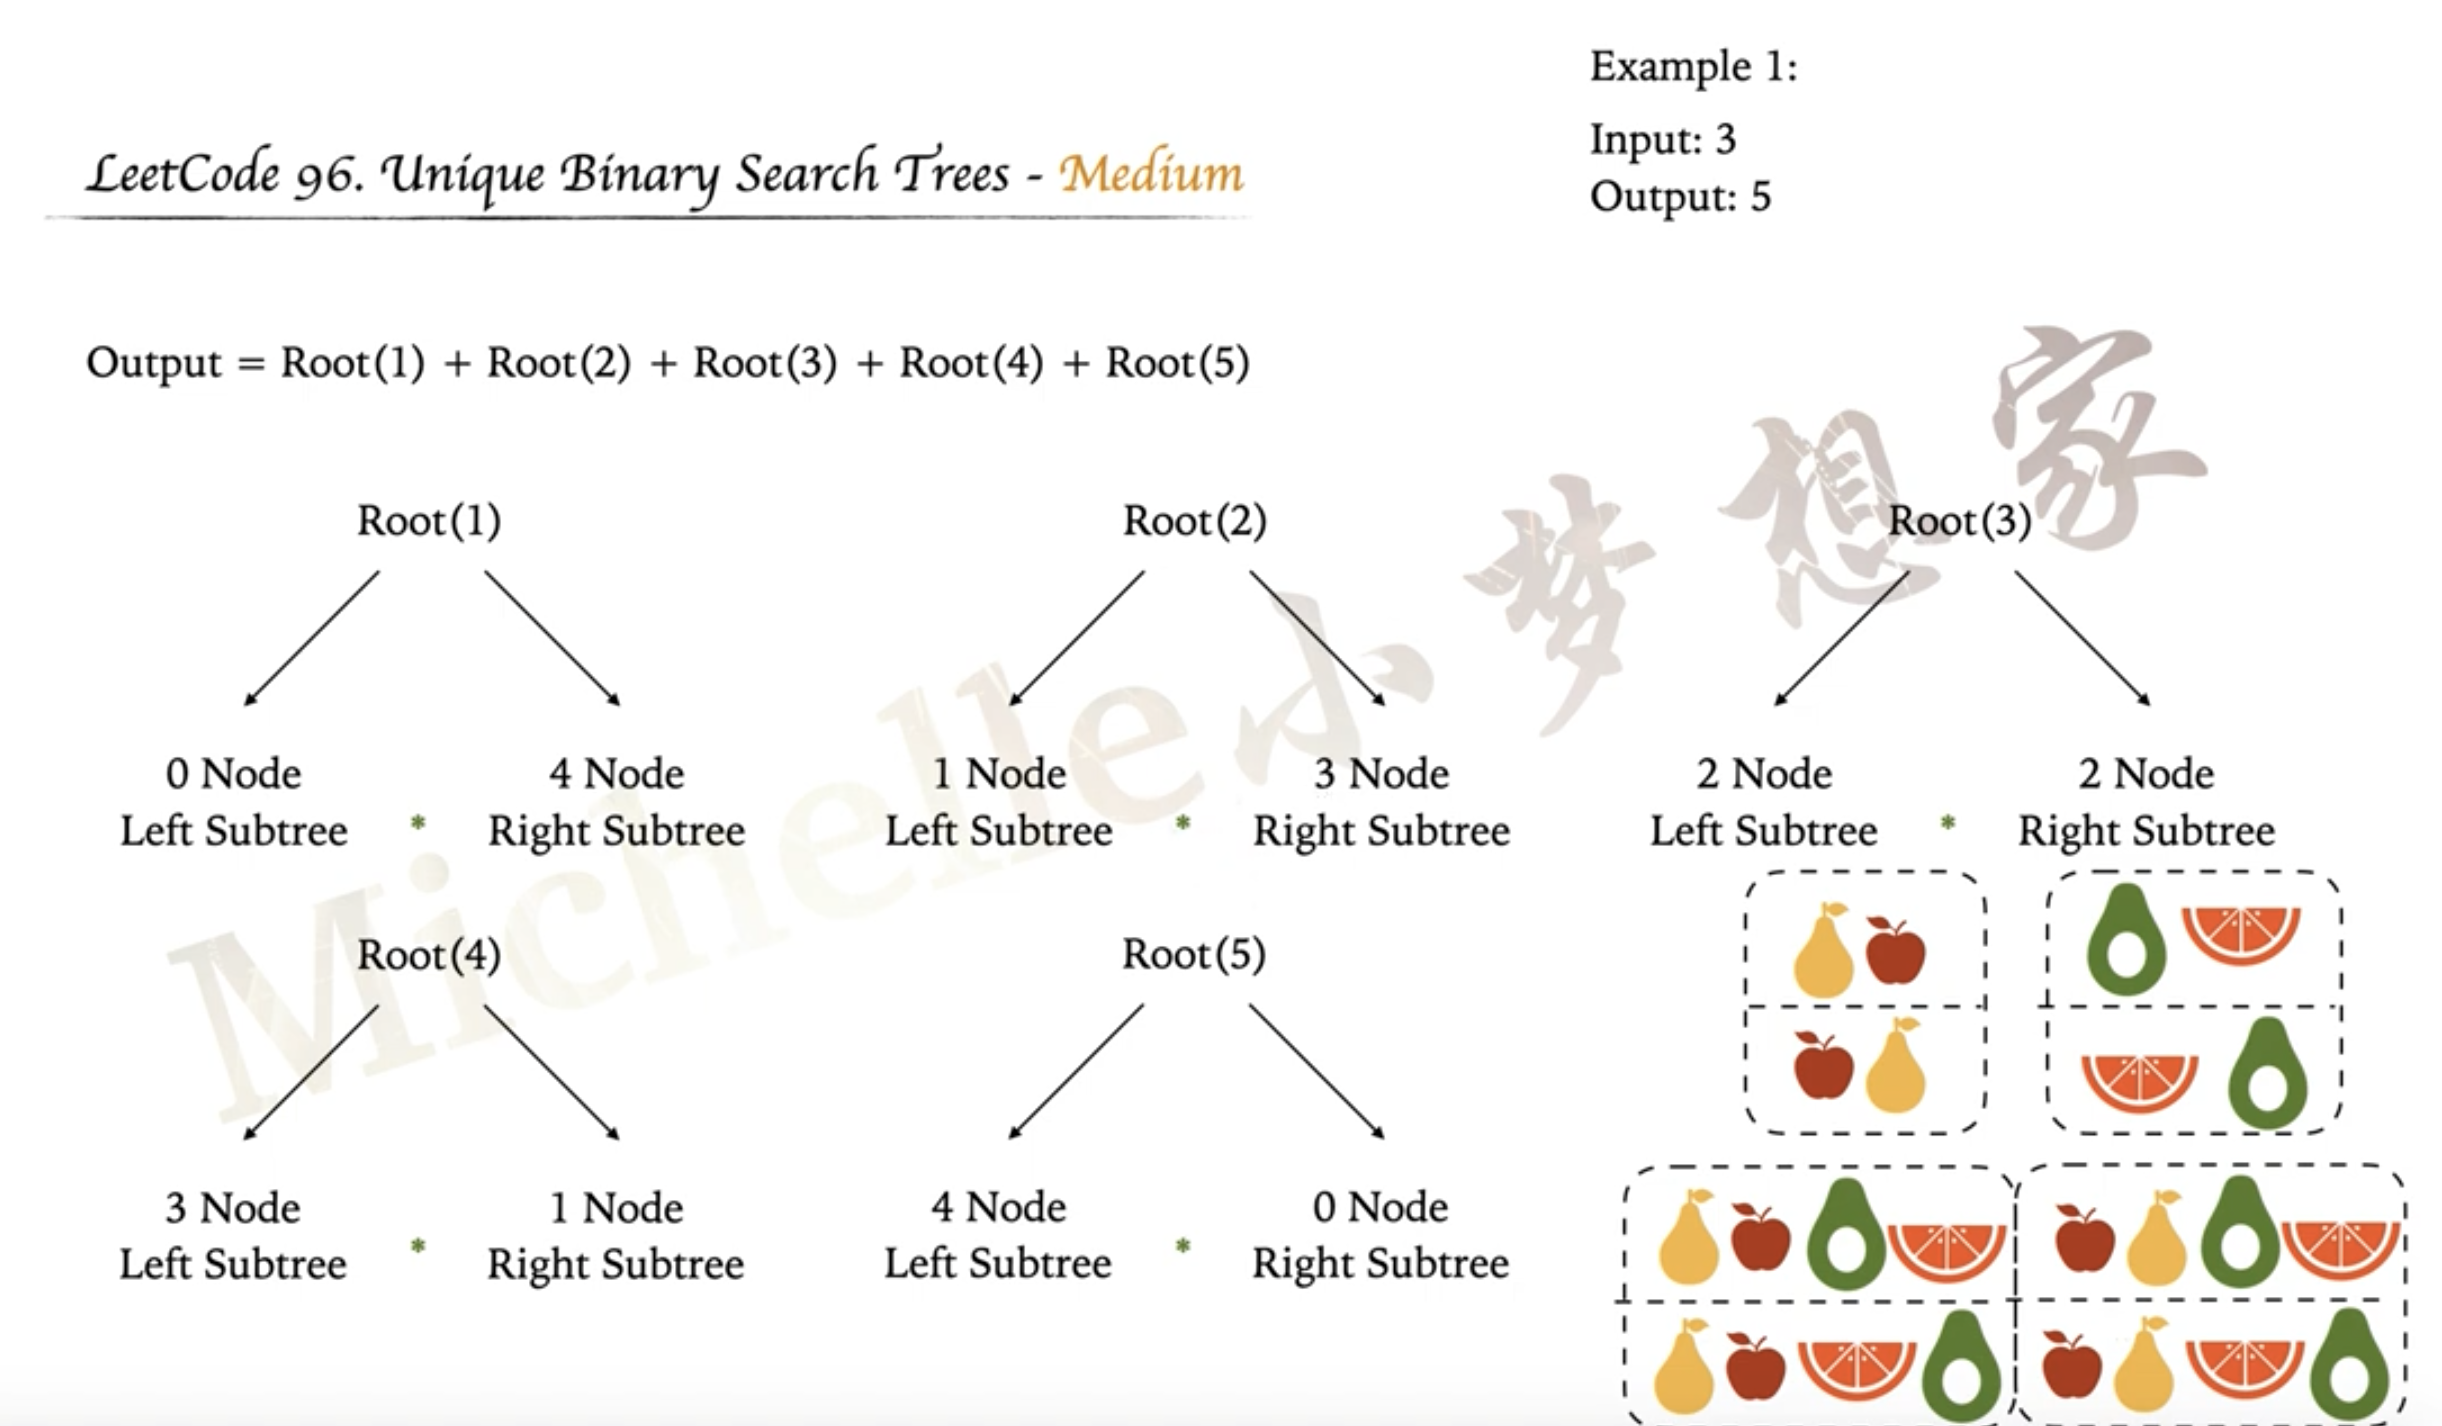 Example 1:
Input: 3
Output: 5
LeetCode 96. Unique Binary Search Trees - Medium
Output = Root(1) + Root(2) + Root(3) + Root(4) + Root(5)
Root(1)
0 Node
Left Subtree
*
4 Node
Right Subtree
Root(2)
1 Node
Left Subtree
*
3 Node
Right Subtree
Root(3)
2 Node
Left Subtree
*
2 Node
Right Subtree
Root(4)
3 Node
Left Subtree
*
1 Node
Right Subtree
Root(5)
4 Node
Left Subtree
*
0 Node
Right Subtree
Michelle小梦想家